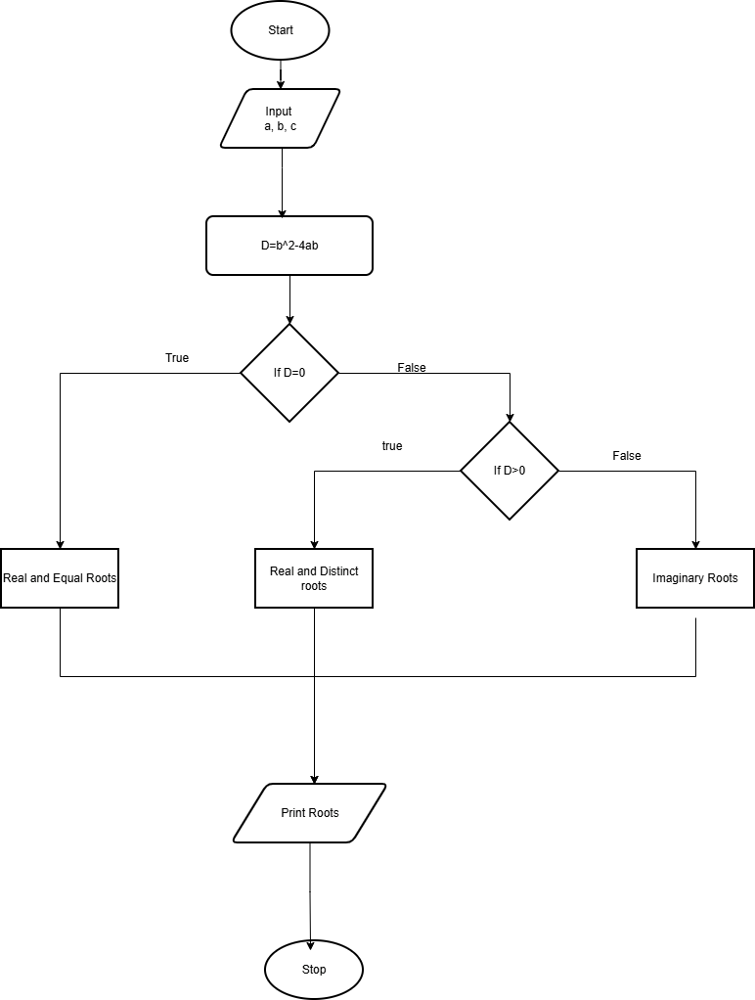 Start
Input
a, b, c
D=b^2-4ab
If D=0
True
False
If D>0
true
False
Real and Equal Roots
Real and Distinct
roots
Imaginary Roots
Print Roots
Stop